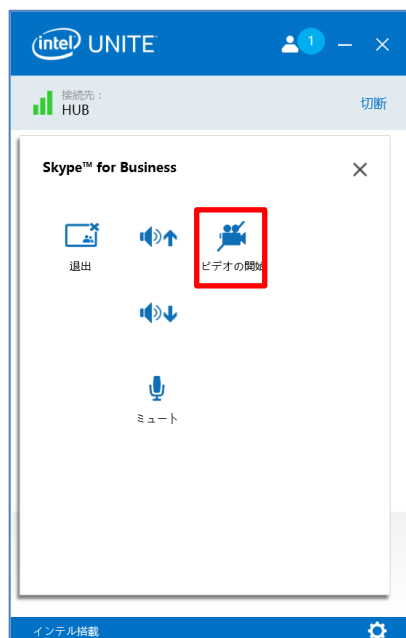 intel UNITE
1
接続先：
HUB
切断
Skype™ for Business
退出
ビデオの開始
ミュート
インテル搭載